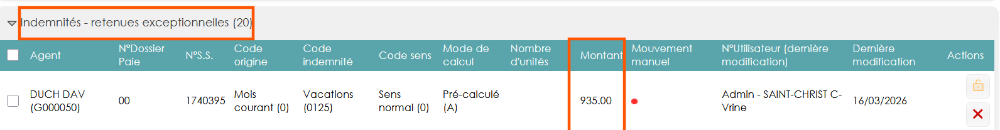 Indemnités - retenues exceptionnelles (20)
Agent
N°Dossier
Paie
N°S.S.
Code
origine
Code
indemnité
Code sens
Mode de
calcul
Nombre
d'unités
Montant
Mouvement
manuel
N°Utilisateur (dernière
modification)
Dernière
modification
Actions
DUCH DAV
(G000050)
00
1740395
Mois
courant (0)
Vacations
(0125)
Sens
normal (0)
Pré-calculé
(A)
935.00
Admin - SAINT-CHRIST C-
Vrine
16/03/2026